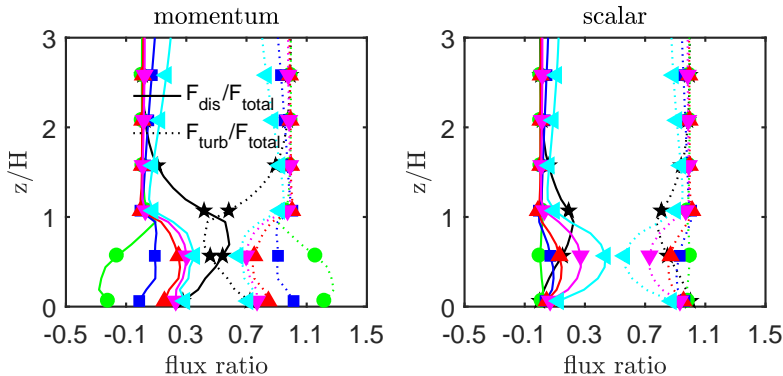 momentum
3
2
1
0
z/H
F_dis/F_total
F_turb/F_total
-0.5 -0.1 0.3 0.7 1.1 1.5
flux ratio
scalar
3
2
1
0
z/H
-0.5 -0.1 0.3 0.7 1.1 1.5
flux ratio